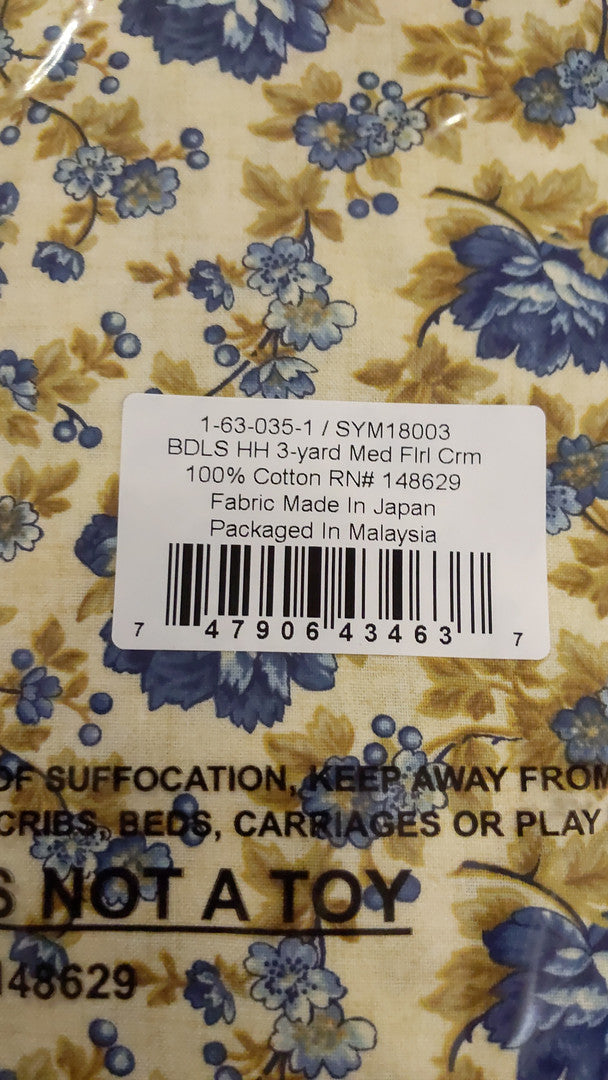 1-63-035-1 / SYM18003
BDLS HH 3-yard Med Flrl Crm
100% Cotton RN# 148629
Fabric Made In Japan
Packaged In Malaysia
7 47906 43463 7
OF SUFFOCATION, KEEP AWAY FROM
CRIBS, BEDS, CARRIAGES OR PLAY
S NOT A TOY
148629